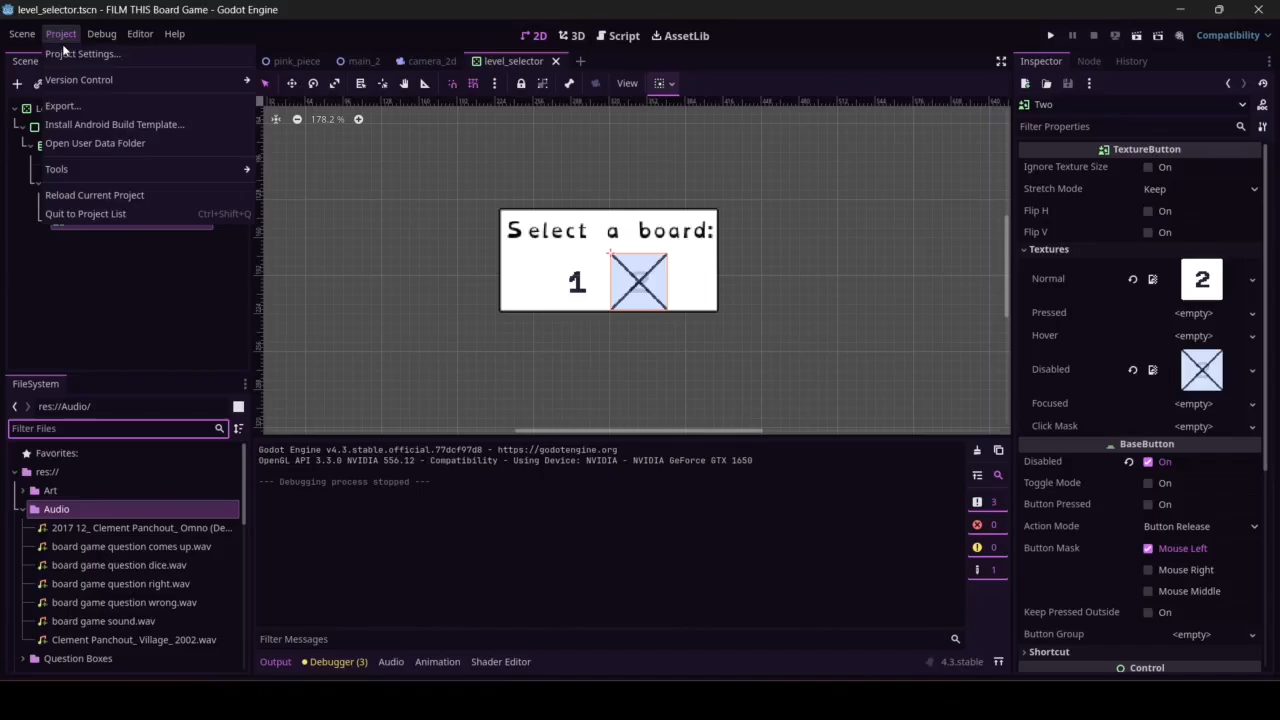 level_selector.tscn - FILM THIS Board Game - Godot Engine
Scene Project Debug Editor Help
2D 3D Script AssetLib
Compatibility
Project Settings...
Version Control
Export...
Install Android Build Template...
Open User Data Folder
Tools
Reload Current Project
Quit to Project List Ctrl+Shift+Q
Scene
pink_piece main_2 camera_2d level_selector
View
178.2 %
Select a board:
1
FileSystem
res://Audio/
Filter Files
Favorites:
res://
Art
Audio
2017 12_ Clement Panchout_ Omno (De...
board game question comes up.wav
board game question dice.wav
board game question right.wav
board game question wrong.wav
board game sound.wav
Clement Panchout_ Village_ 2002.wav
Question Boxes
Godot Engine v4.3.stable.official.77dcf97d8 - https://godotengine.org
OpenGL API 3.3.0 NVIDIA 556.12 - Compatibility - Using Device: NVIDIA - NVIDIA GeForce GTX 1650
--- Debugging process stopped ---
3
0
0
1
Filter Messages
Output Debugger (3) Audio Animation Shader Editor
4.3.stable
Inspector Node History
Two
Filter Properties
TextureButton
Ignore Texture Size On
Stretch Mode Keep
Flip H On
Flip V On
Textures
Normal 2
Pressed <empty>
Hover <empty>
Disabled
Focused <empty>
Click Mask <empty>
BaseButton
Disabled On
Toggle Mode On
Button Pressed On
Action Mode Button Release
Button Mask Mouse Left
Mouse Right
Mouse Middle
Keep Pressed Outside On
Button Group <empty>
Shortcut
Control